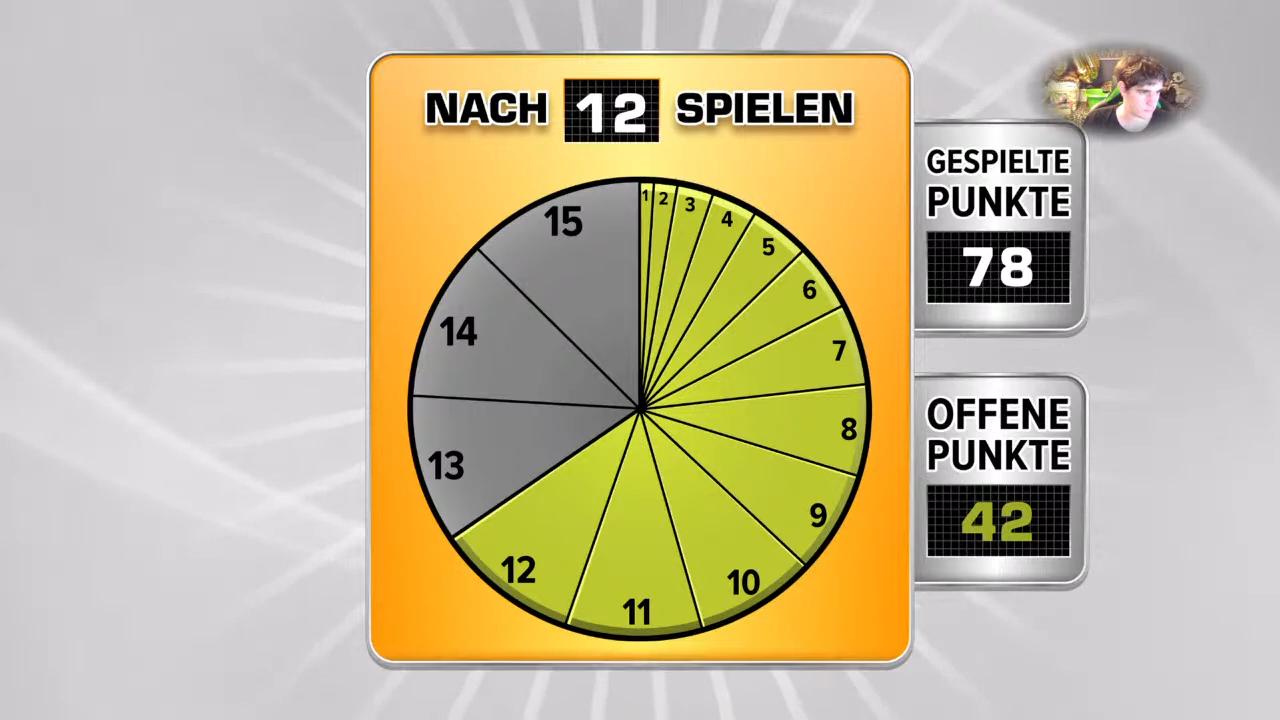 NACH 12 SPIELEN
1 2 3 4 5 6 7 8 9 10 11 12 13 14 15
GESPIELTE
PUNKTE
78
OFFENE
PUNKTE
42